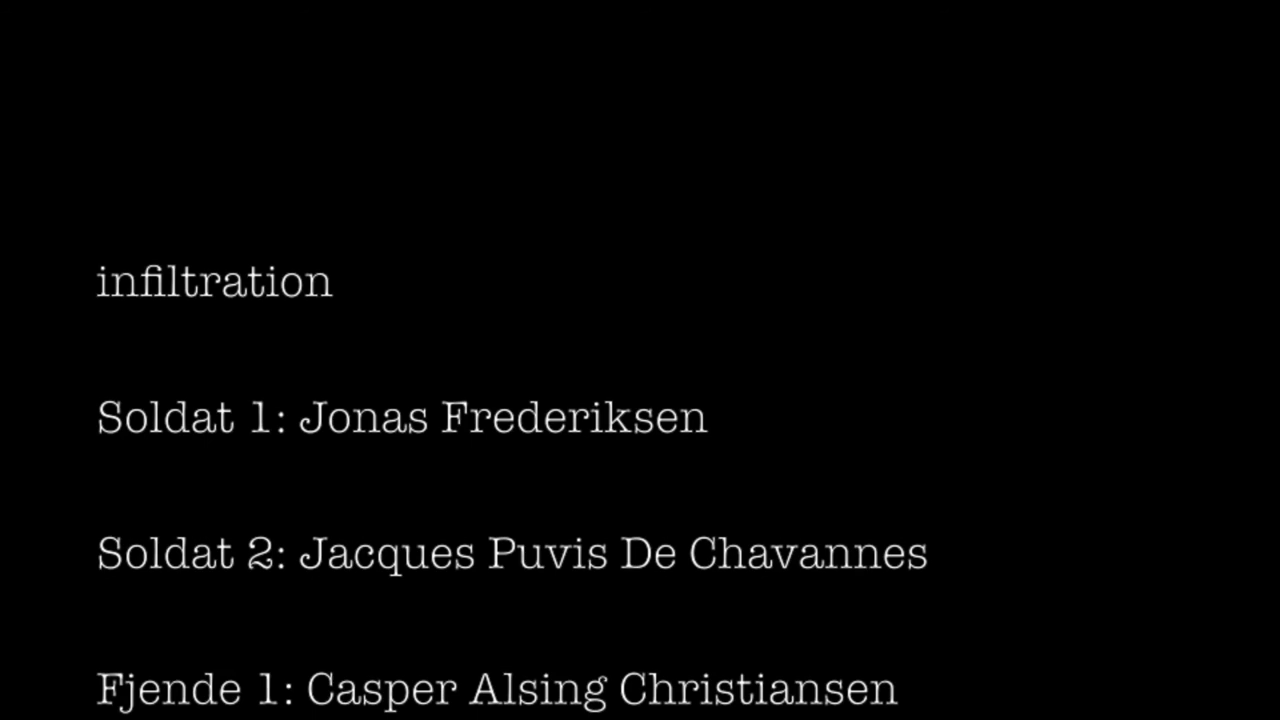 infiltration
Soldat 1: Jonas Frederiksen
Soldat 2: Jacques Puvis De Chavannes
Fjende 1: Casper Alsing Christiansen